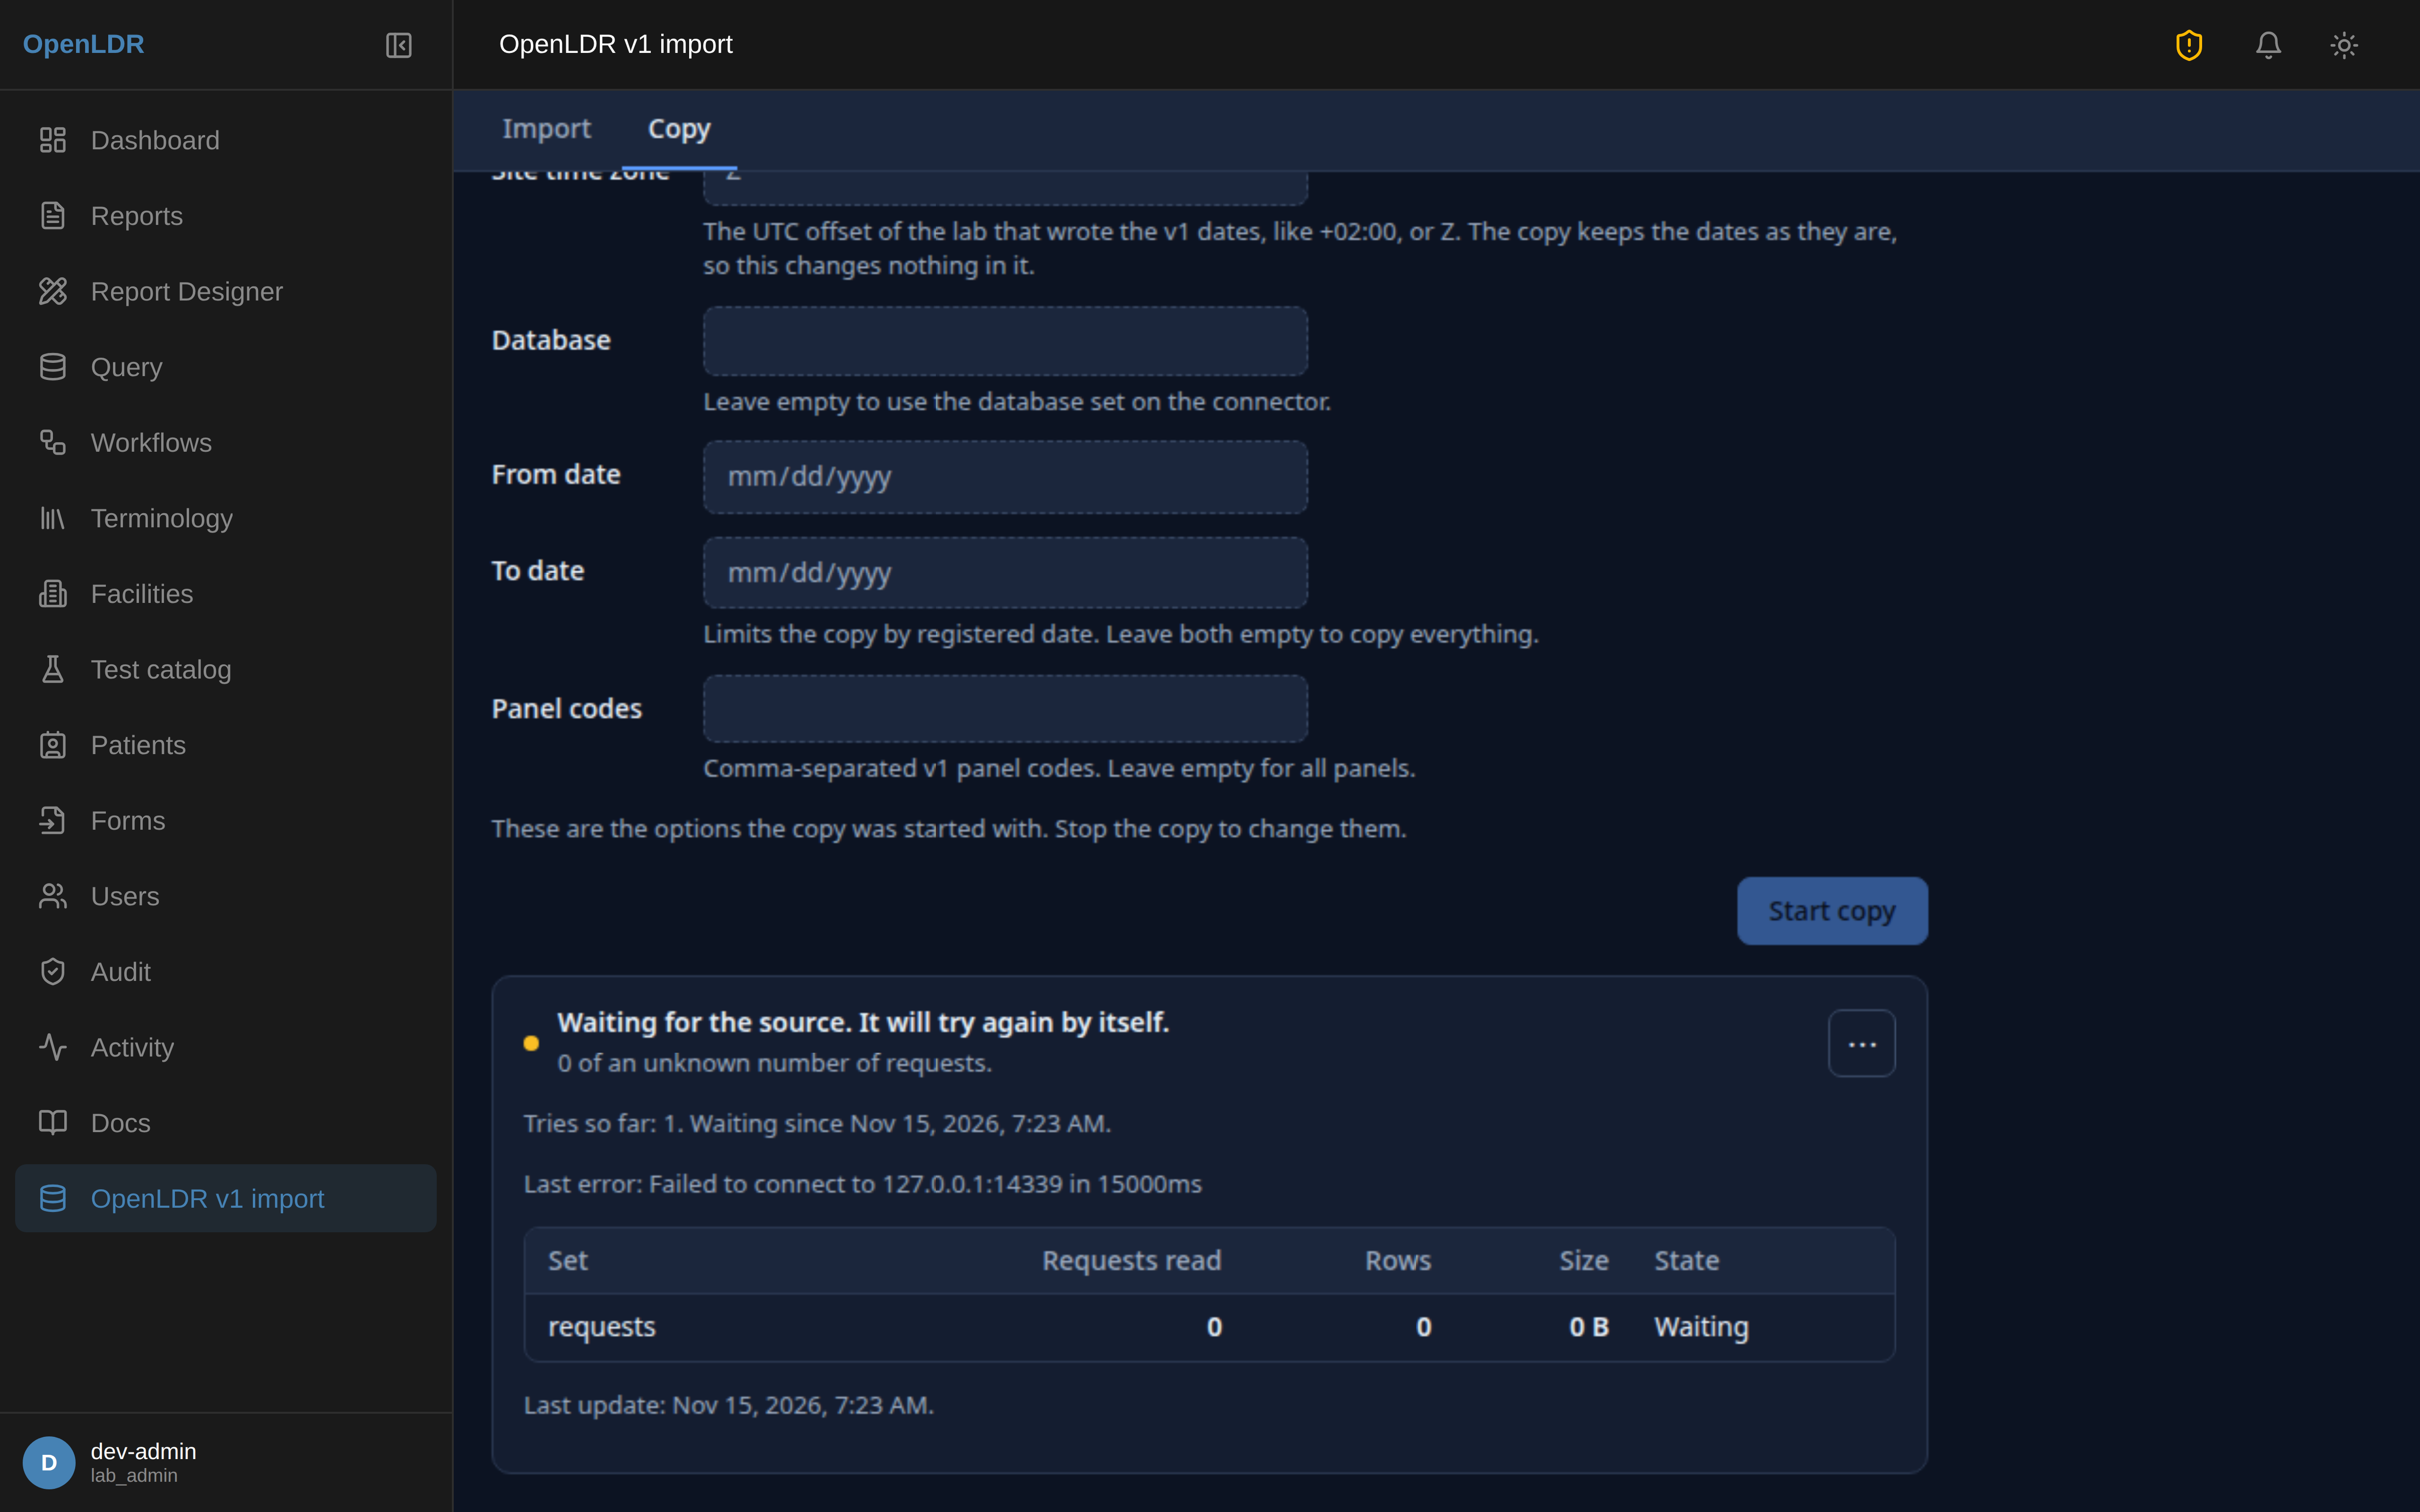 OpenLDR
OpenLDR v1 import
Import
Copy
Dashboard
Reports
Report Designer
Query
Workflows
Terminology
Facilities
Test catalog
Patients
Forms
Users
Audit
Activity
Docs
OpenLDR v1 import
D
dev-admin
lab_admin
Site time zone
Z
The UTC offset of the lab that wrote the v1 dates, like +02:00, or Z. The copy keeps the dates as they are,
so this changes nothing in it.
Database
Leave empty to use the database set on the connector.
From date
mm/dd/yyyy
To date
mm/dd/yyyy
Limits the copy by registered date. Leave both empty to copy everything.
Panel codes
Comma-separated v1 panel codes. Leave empty for all panels.
These are the options the copy was started with. Stop the copy to change them.
Start copy
Waiting for the source. It will try again by itself.
0 of an unknown number of requests.
Tries so far: 1. Waiting since Nov 15, 2026, 7:23 AM.
Last error: Failed to connect to 127.0.0.1:14339 in 15000ms
Set Requests read Rows Size State
requests 0 0 0 B Waiting
Last update: Nov 15, 2026, 7:23 AM.